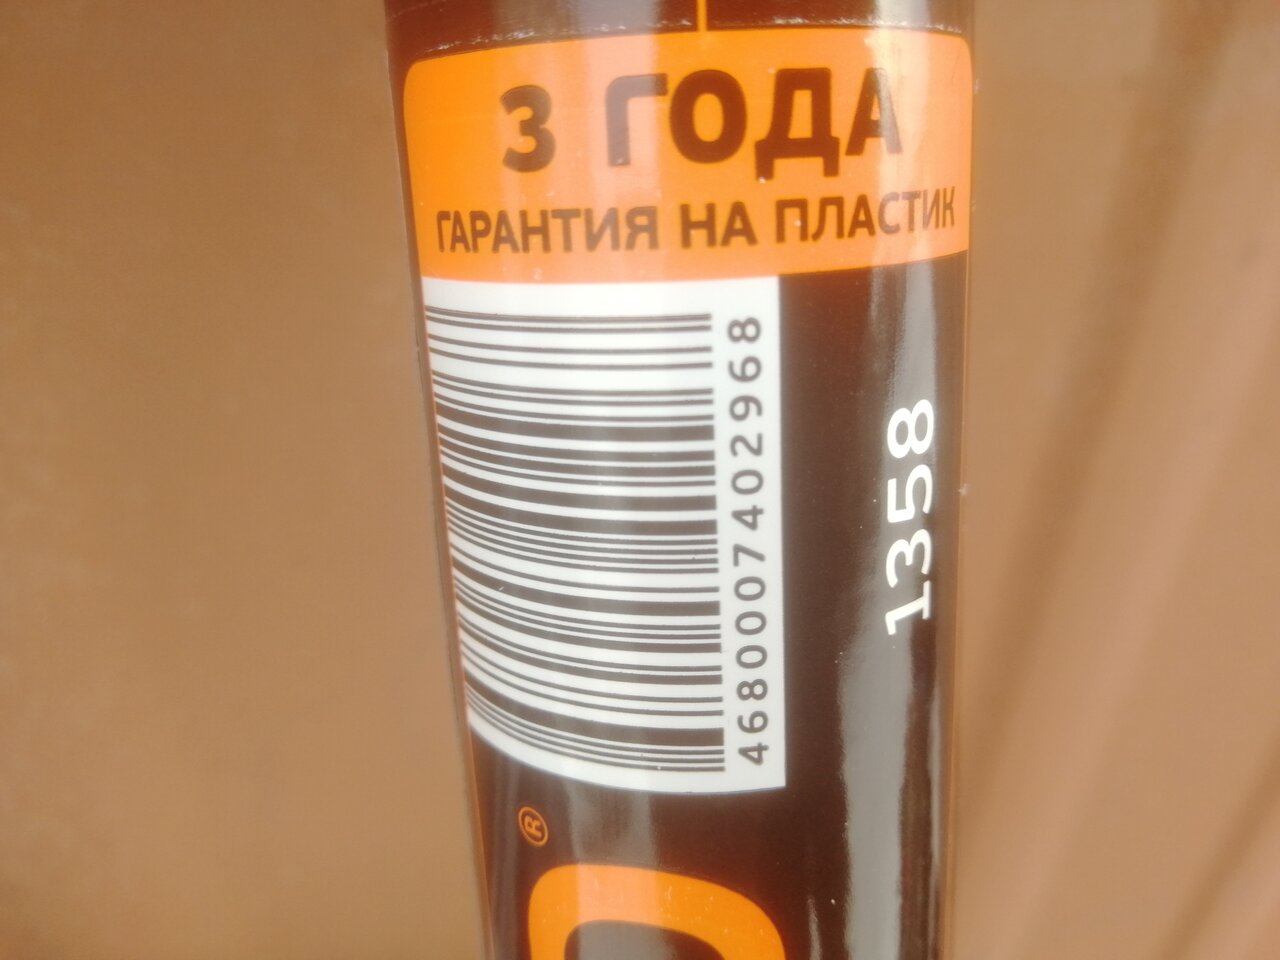 3 ГОДА
ГАРАНТИЯ НА ПЛАСТИК
4680007402968
1358
®